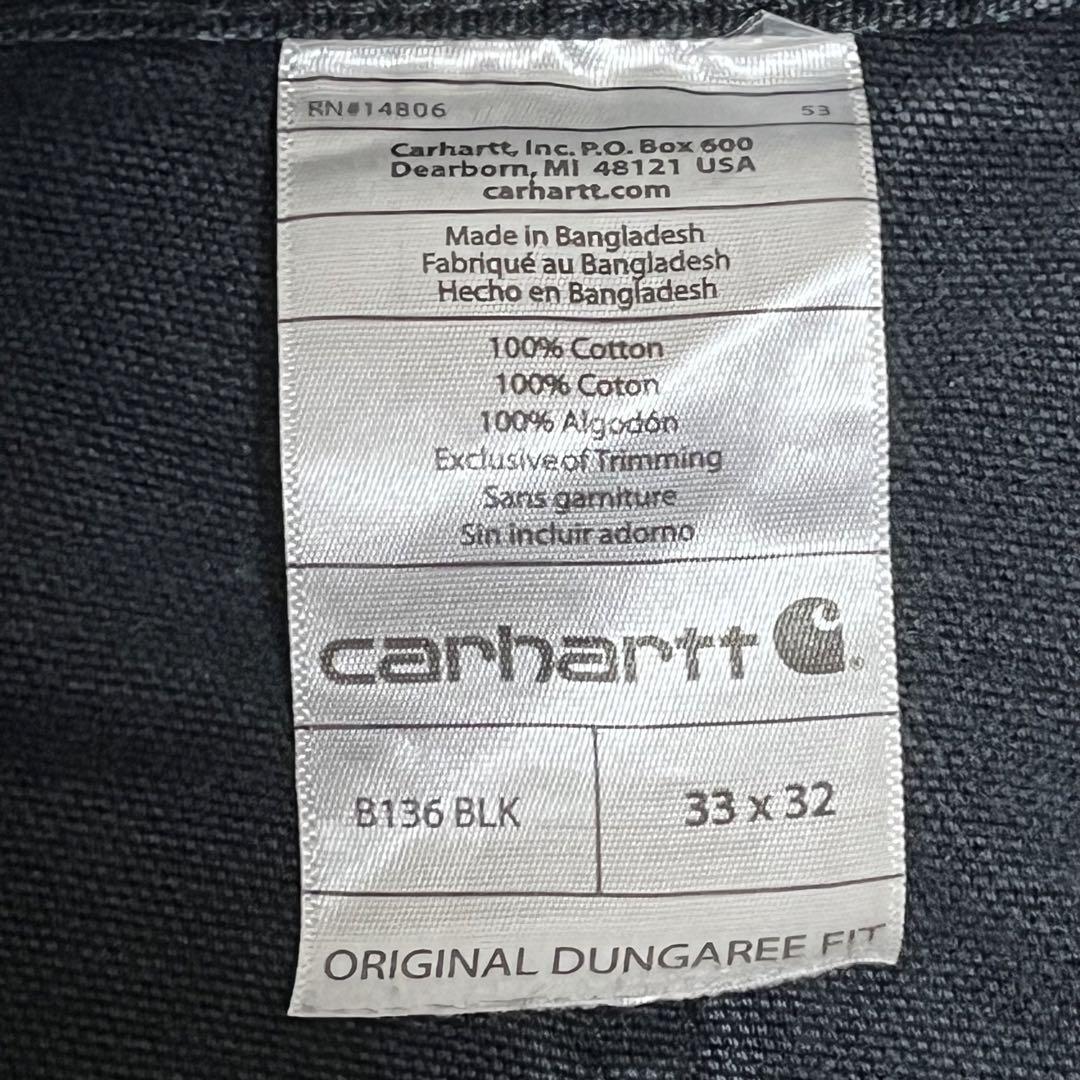 RN#14806 53
Carhartt, Inc. P.O. Box 600
Dearborn, MI 48121 USA
carhartt.com
Made in Bangladesh
Fabriqué au Bangladesh
Hecho en Bangladesh
100% Cotton
100% Coton
100% Algodón
Exclusive of Trimming
Sans garniture
Sin incluir adorno
carhartt
B136 BLK 33 x 32
ORIGINAL DUNGAREE FIT